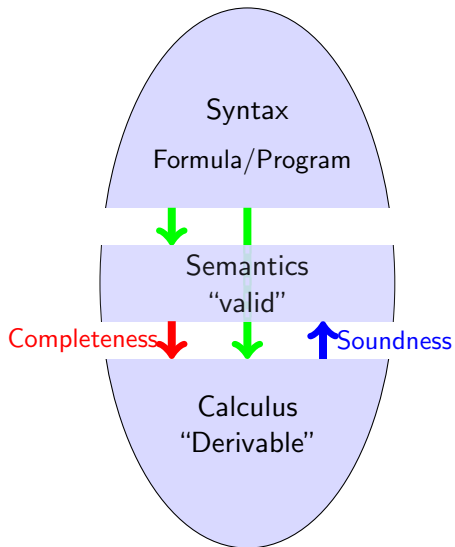 Syntax
Formula/Program
Semantics
“valid”
Completeness
Soundness
Calculus
“Derivable”